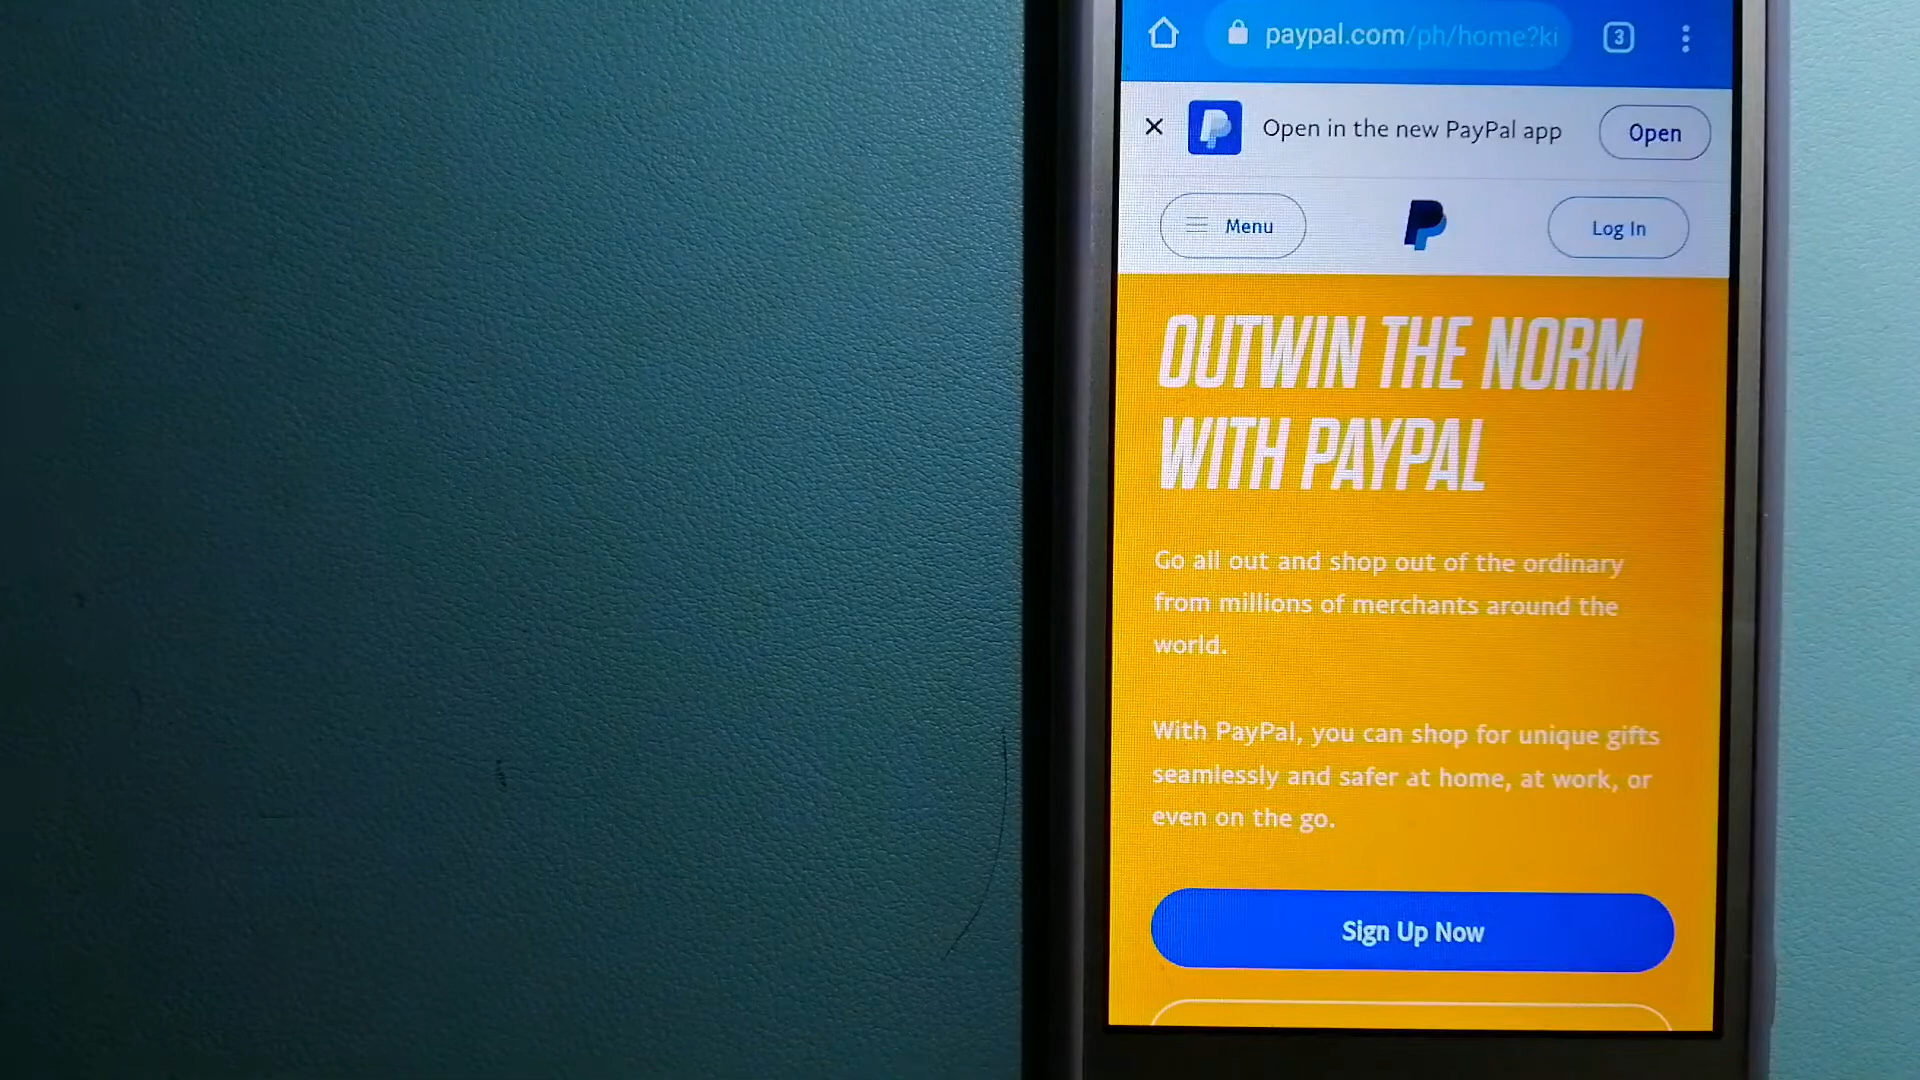 paypal.com/ph/home?ki
3
Open in the new PayPal app
Open
Menu
Log In
OUTWIN THE NORM
WITH PAYPAL
Go all out and shop out of the ordinary
from millions of merchants around the
world.
With PayPal, you can shop for unique gifts
seamlessly and safer at home, at work, or
even on the go.
Sign Up Now